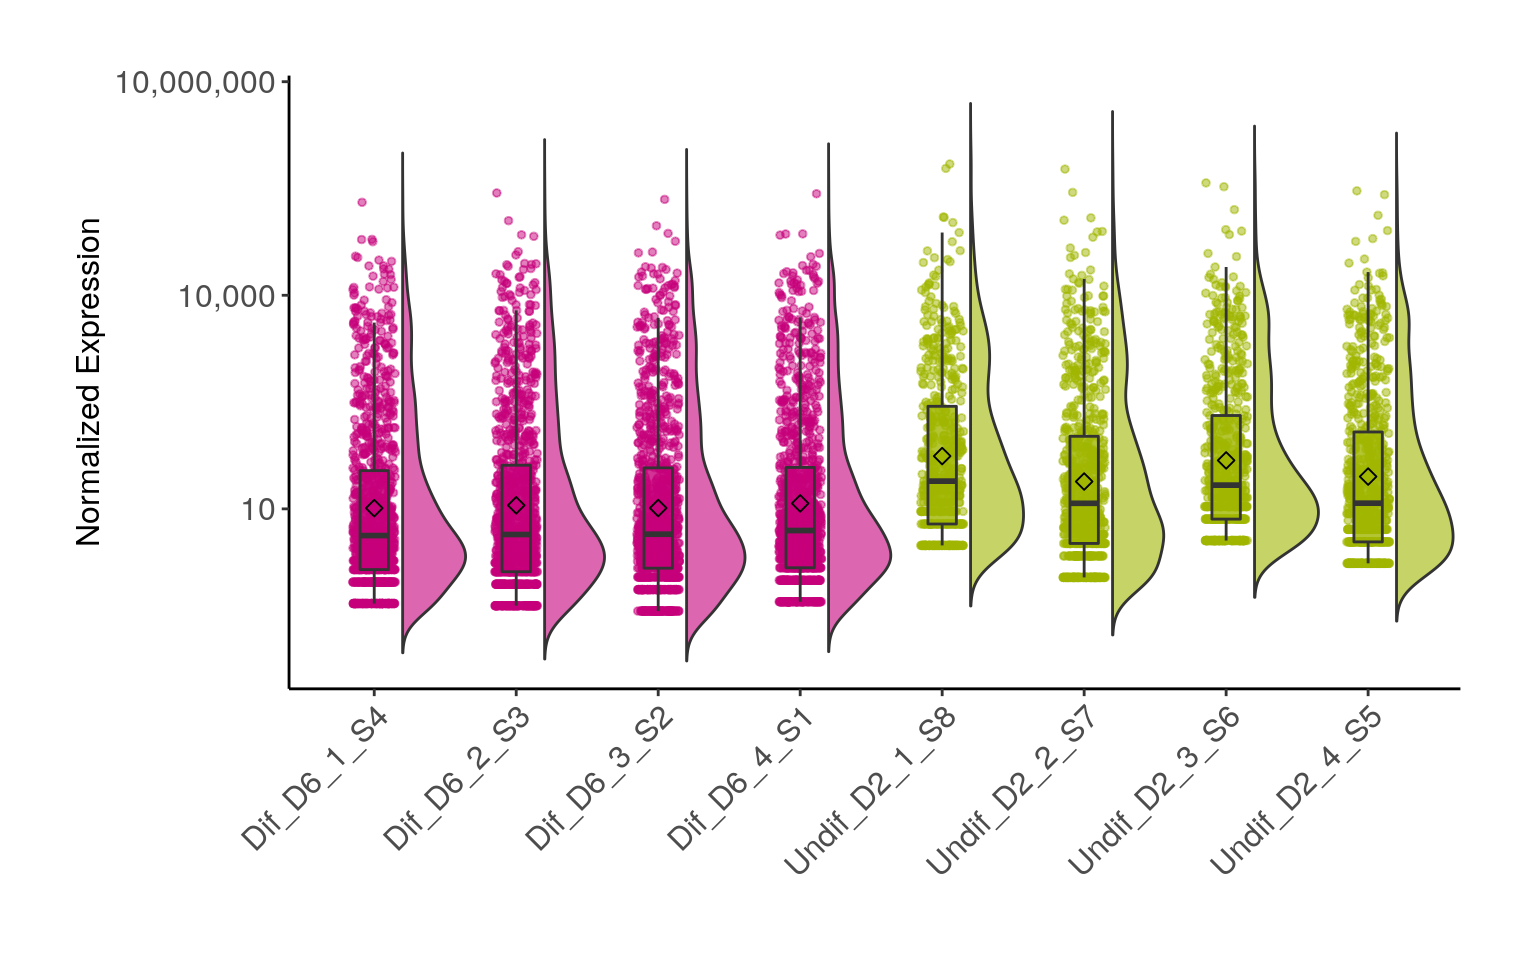 10,000,000
10,000
10
Normalized Expression
Dif_D6_1_S4
Dif_D6_2_S3
Dif_D6_3_S2
Dif_D6_4_S1
Undif_D2_1_S8
Undif_D2_2_S7
Undif_D2_3_S6
Undif_D2_4_S5